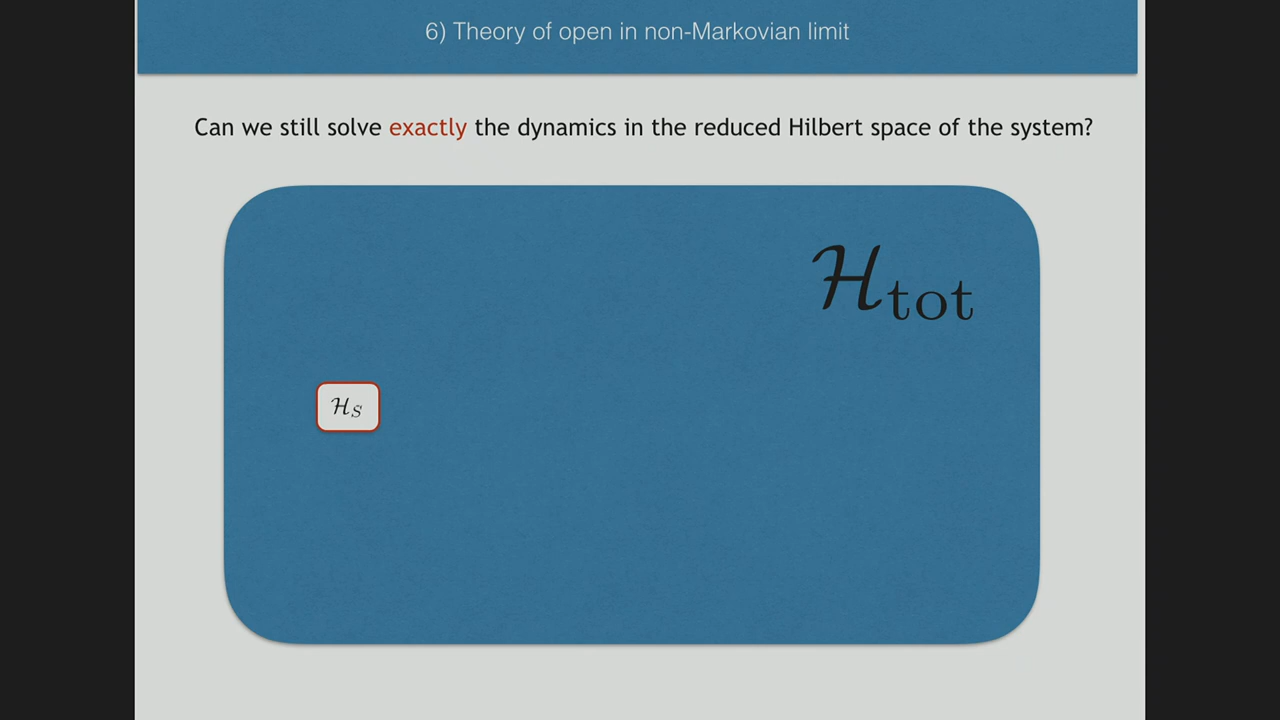 6) Theory of open in non-Markovian limit
Can we still solve exactly the dynamics in the reduced Hilbert space of the system?
ℋtot
ℋS